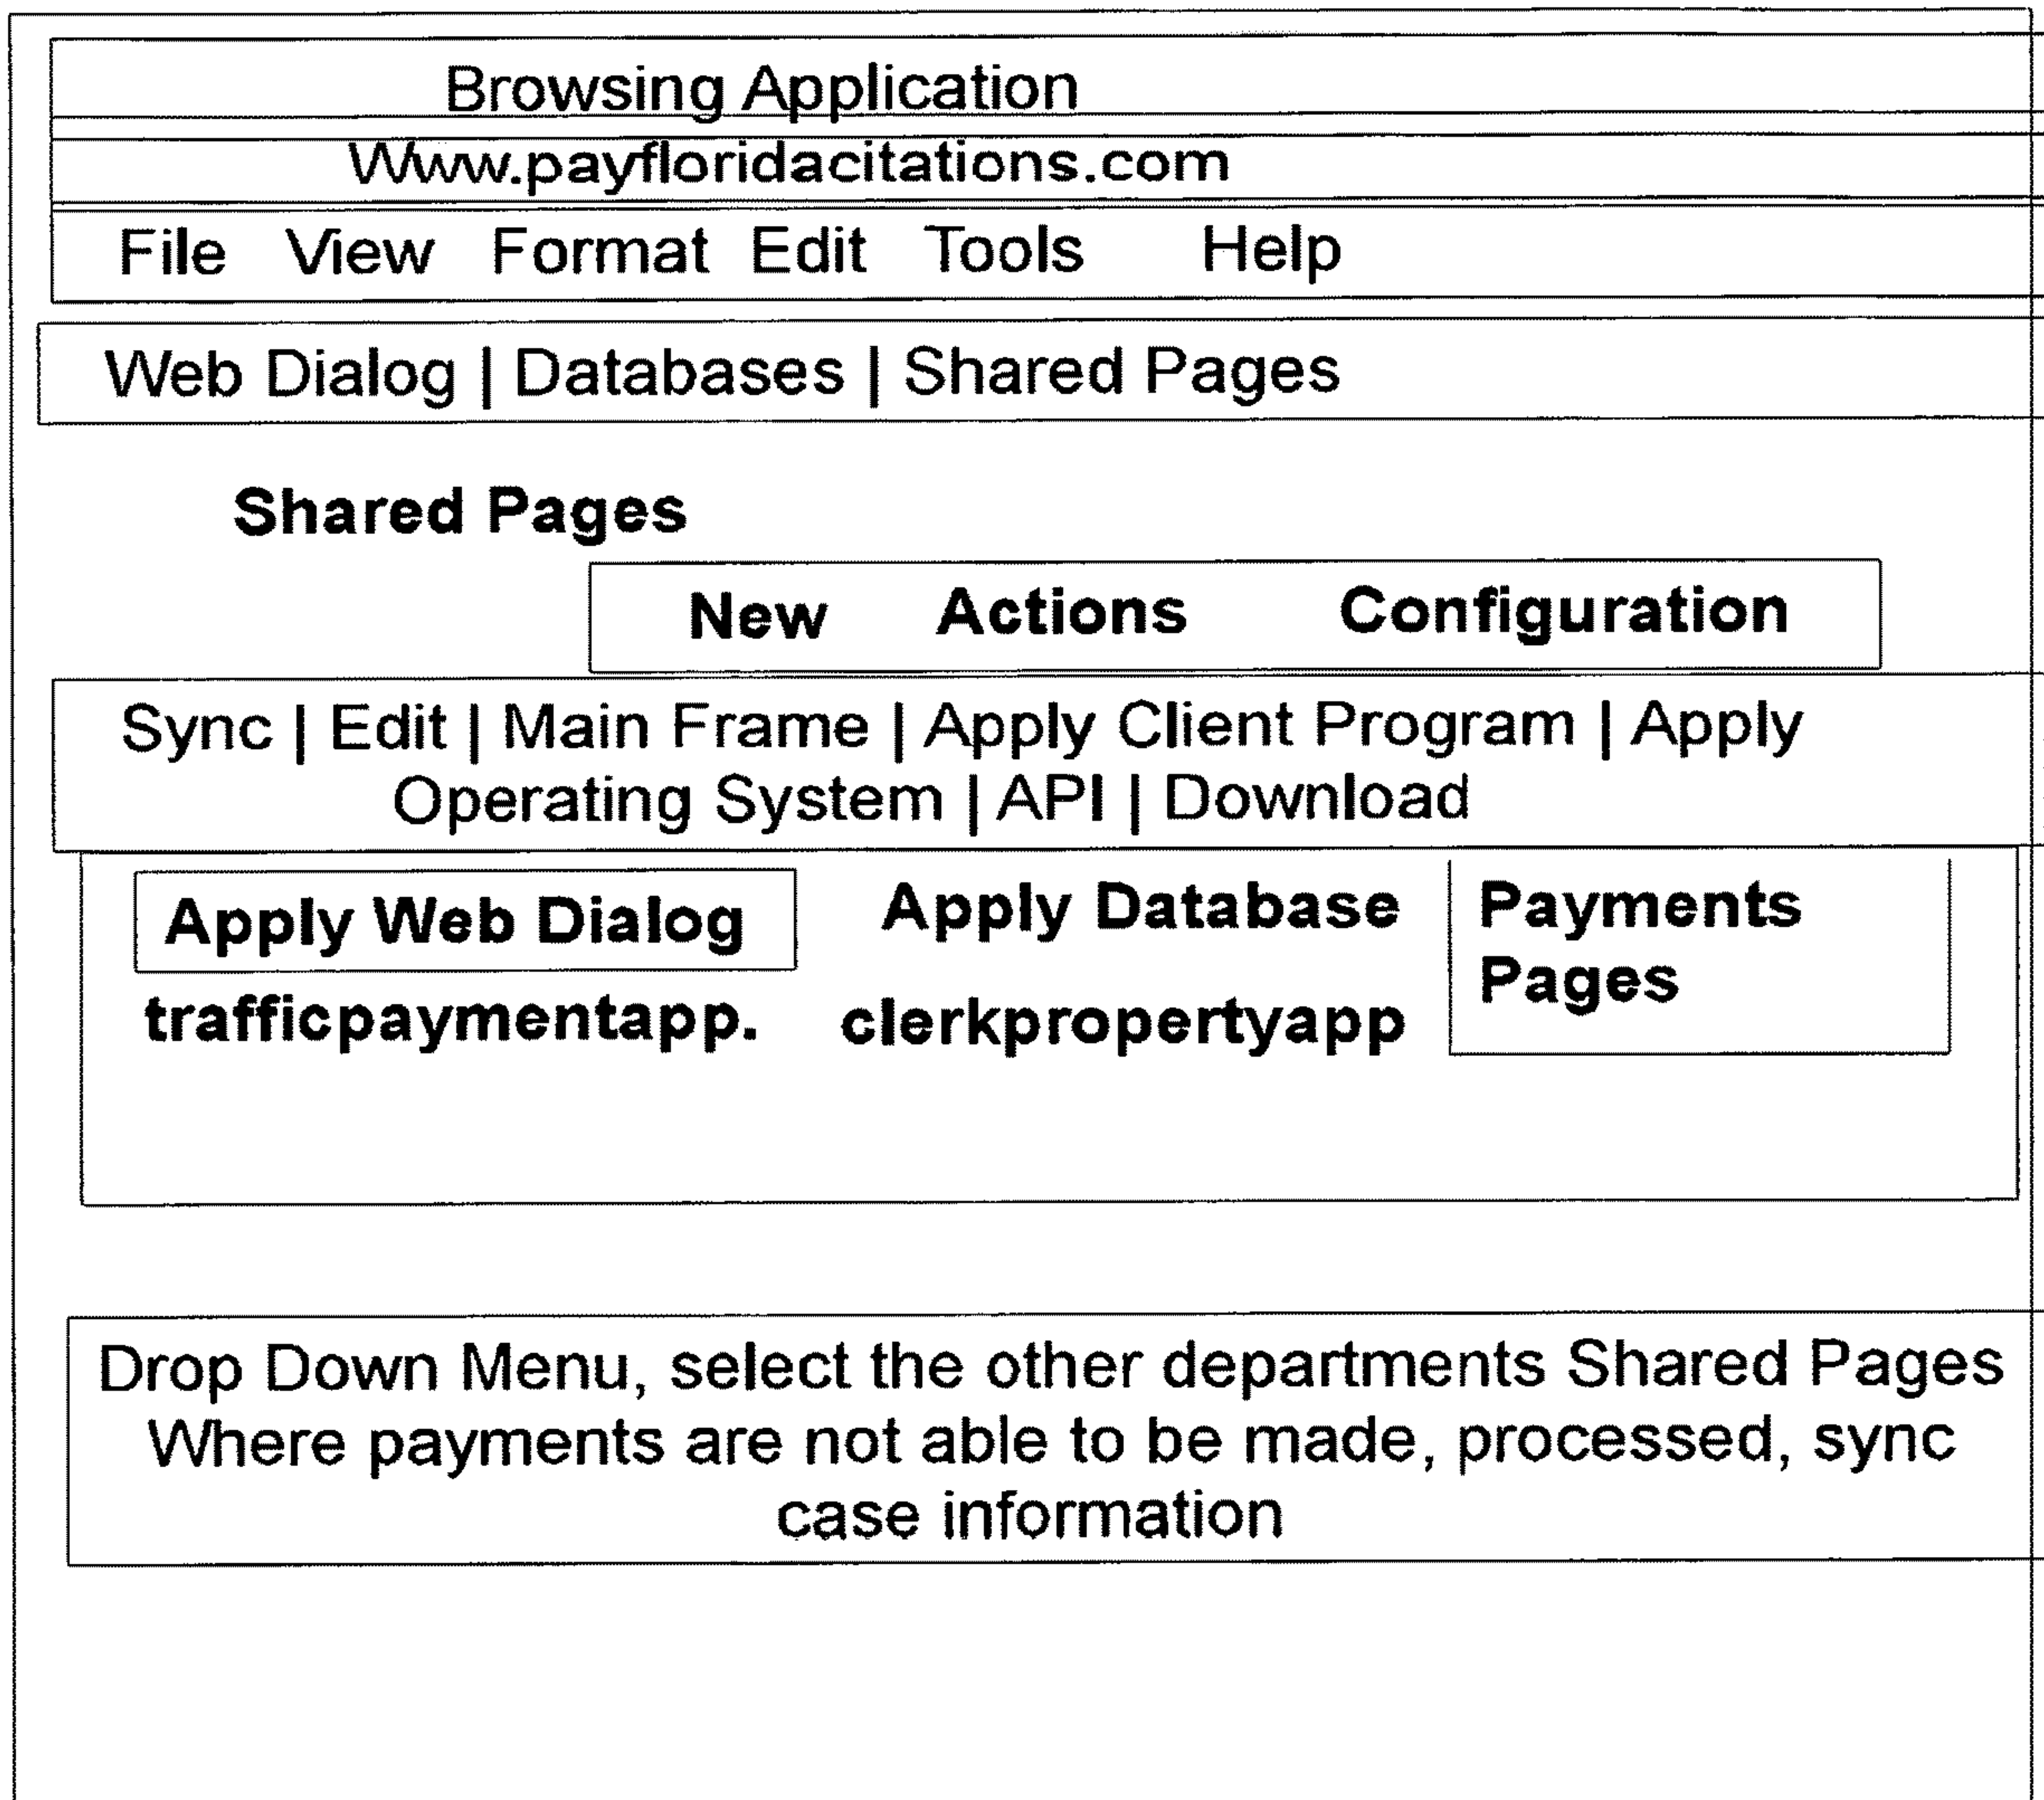 Browsing Application
Www.payfloridacitations.com
File View Format Edit Tools Help
Web Dialog | Databases | Shared Pages
Shared Pages
New Actions Configuration
Sync | Edit | Main Frame | Apply Client Program | Apply
Operating System | API | Download
Apply Web Dialog Apply Database Payments
Pages
trafficpaymentapp. clerkpropertyapp
Drop Down Menu, select the other departments Shared Pages
Where payments are not able to be made, processed, sync
case information